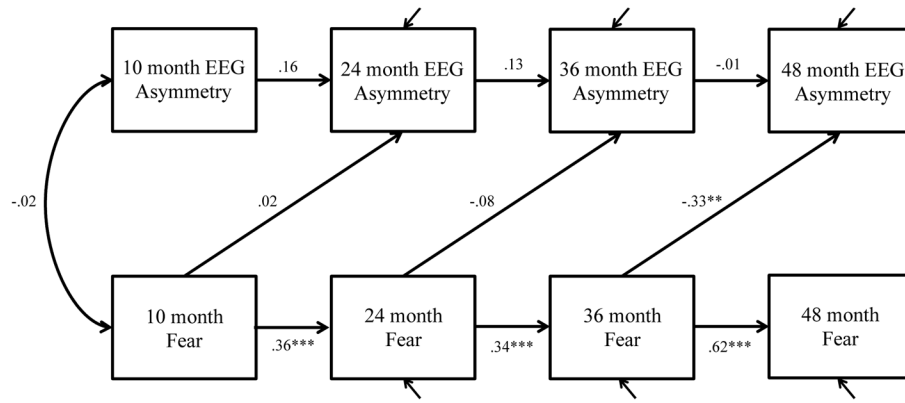 10 month EEG
Asymmetry
.16
24 month EEG
Asymmetry
.13
36 month EEG
Asymmetry
-.01
48 month EEG
Asymmetry
-.02
.02
-.08
-.33**
10 month
Fear
.36***
24 month
Fear
.34***
36 month
Fear
.62***
48 month
Fear